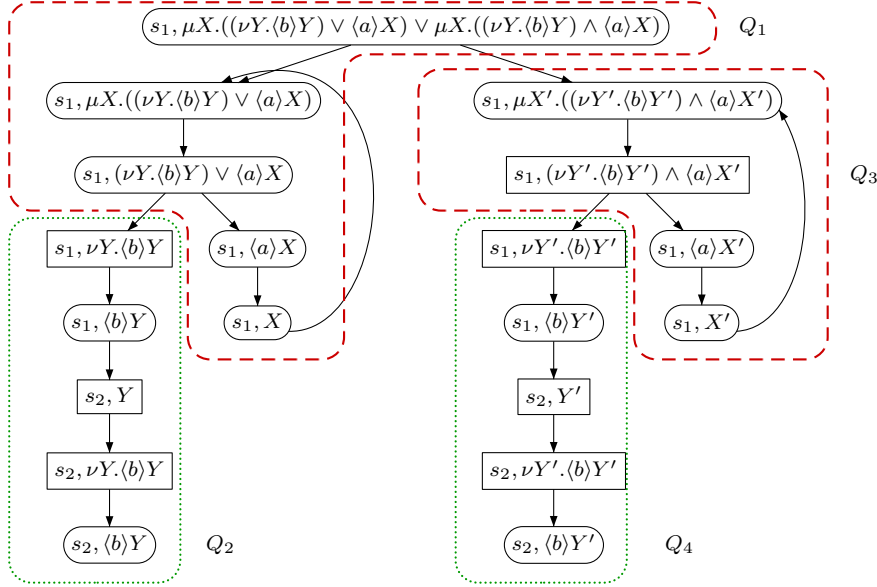 s₁, μX.((νY.⟨b⟩Y) ∨ ⟨a⟩X) ∨ μX.((νY.⟨b⟩Y) ∧ ⟨a⟩X)
Q₁
s₁, μX.((νY.⟨b⟩Y) ∨ ⟨a⟩X)
s₁, μX′.((νY′.⟨b⟩Y′) ∧ ⟨a⟩X′)
s₁, (νY.⟨b⟩Y) ∨ ⟨a⟩X
s₁, (νY′.⟨b⟩Y′) ∧ ⟨a⟩X′
Q₃
s₁, νY.⟨b⟩Y
s₁, ⟨a⟩X
s₁, νY′.⟨b⟩Y′
s₁, ⟨a⟩X′
s₁, ⟨b⟩Y
s₁, X
s₁, ⟨b⟩Y′
s₁, X′
s₂, Y
s₂, Y′
s₂, νY.⟨b⟩Y
s₂, νY′.⟨b⟩Y′
s₂, ⟨b⟩Y
Q₂
s₂, ⟨b⟩Y′
Q₄